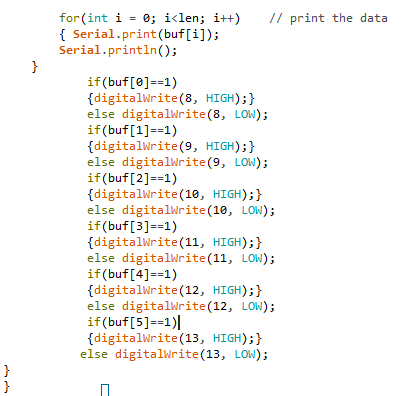 for(int i = 0; i<len; i++)    // print the data
{ Serial.print(buf[i]);
Serial.println();
}
if(buf[0]==1)
{digitalWrite(8, HIGH);}
else digitalWrite(8, LOW);
if(buf[1]==1)
{digitalWrite(9, HIGH);}
else digitalWrite(9, LOW);
if(buf[2]==1)
{digitalWrite(10, HIGH);}
else digitalWrite(10, LOW);
if(buf[3]==1)
{digitalWrite(11, HIGH);}
else digitalWrite(11, LOW);
if(buf[4]==1)
{digitalWrite(12, HIGH);}
else digitalWrite(12, LOW);
if(buf[5]==1)
{digitalWrite(13, HIGH);}
else digitalWrite(13, LOW);
}
}